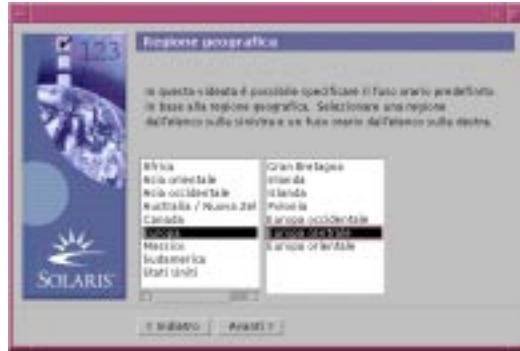 123
Regione geografica
In questa videata é possibile specificare il fuso orario predefinito
in base alla regione geografica. Selezionare una regione
dall'elenco sulla sinistra e un fuso orario dall'elenco sulla destra.
Africa
Asia orientale
Asia occidentale
Australia / Nuova Zel
Canada
Europa
Messico
Sudamerica
Stati Uniti
Gran Bretagna
Irlanda
Islanda
Polonia
Europa occidentale
Europa centrale
Europa orientale
SOLARIS
< Indietro
Avanti >